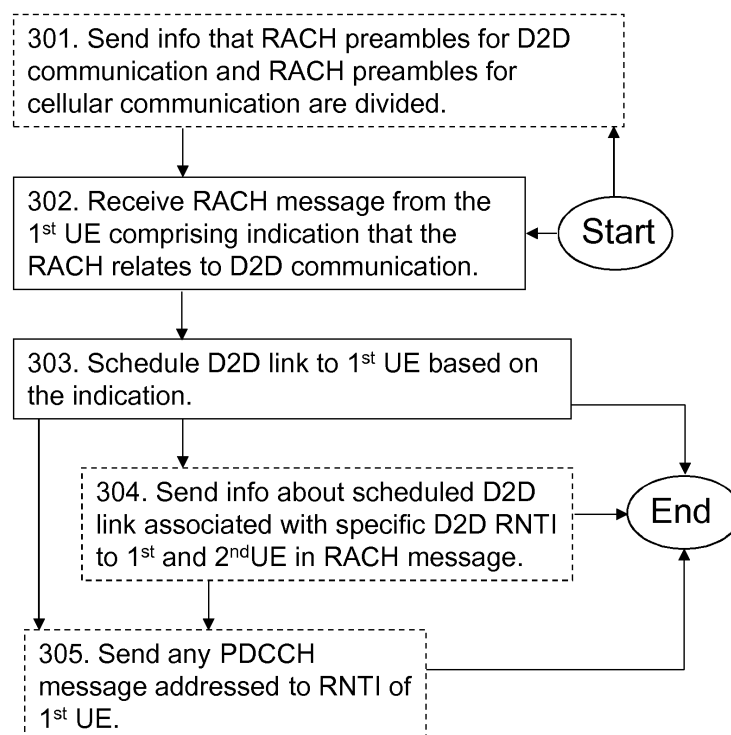 301. Send info that RACH preambles for D2D
communication and RACH preambles for
cellular communication are divided.
302. Receive RACH message from the
1st UE comprising indication that the
RACH relates to D2D communication.
Start
303. Schedule D2D link to 1st UE based on
the indication.
304. Send info about scheduled D2D
link associated with specific D2D RNTI
to 1st and 2ndUE in RACH message.
End
305. Send any PDCCH
message addressed to RNTI of
1st UE.